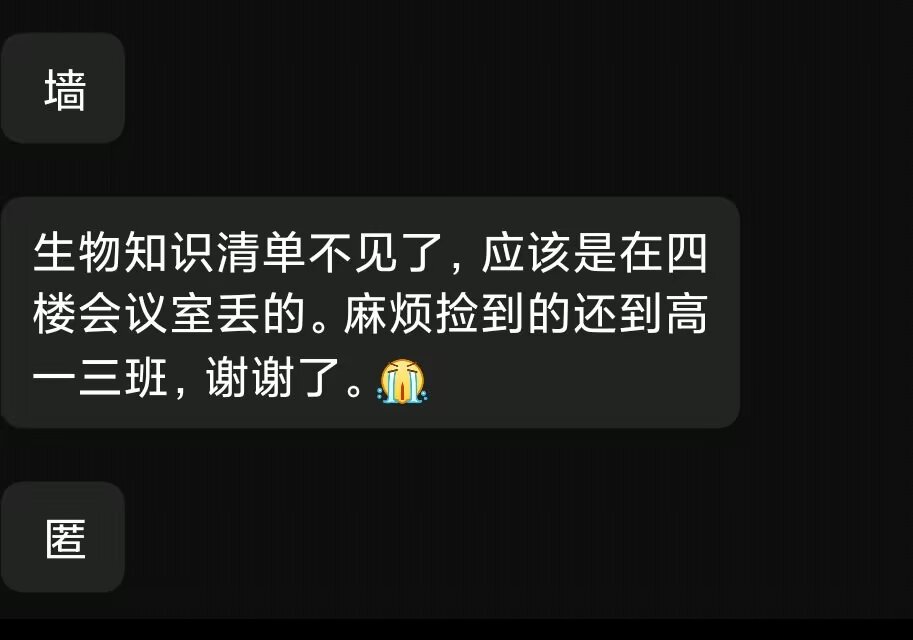 墙
生物知识清单不见了，应该是在四
楼会议室丢的。麻烦捡到的还到高
一三班，谢谢了。😭
匿